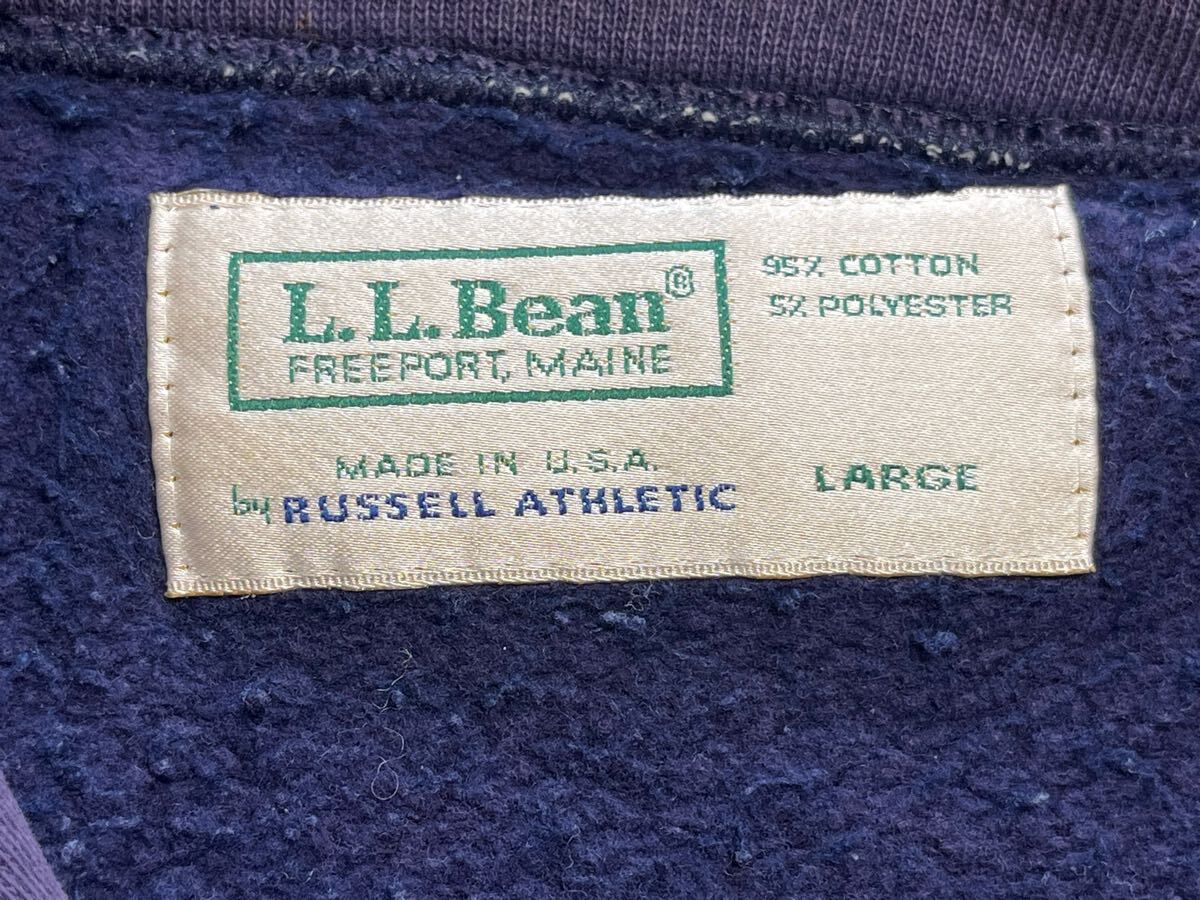 L.L.Bean®
FREEPORT, MAINE
MADE IN U.S.A.
by RUSSELL ATHLETIC
95% COTTON
5% POLYESTER
LARGE